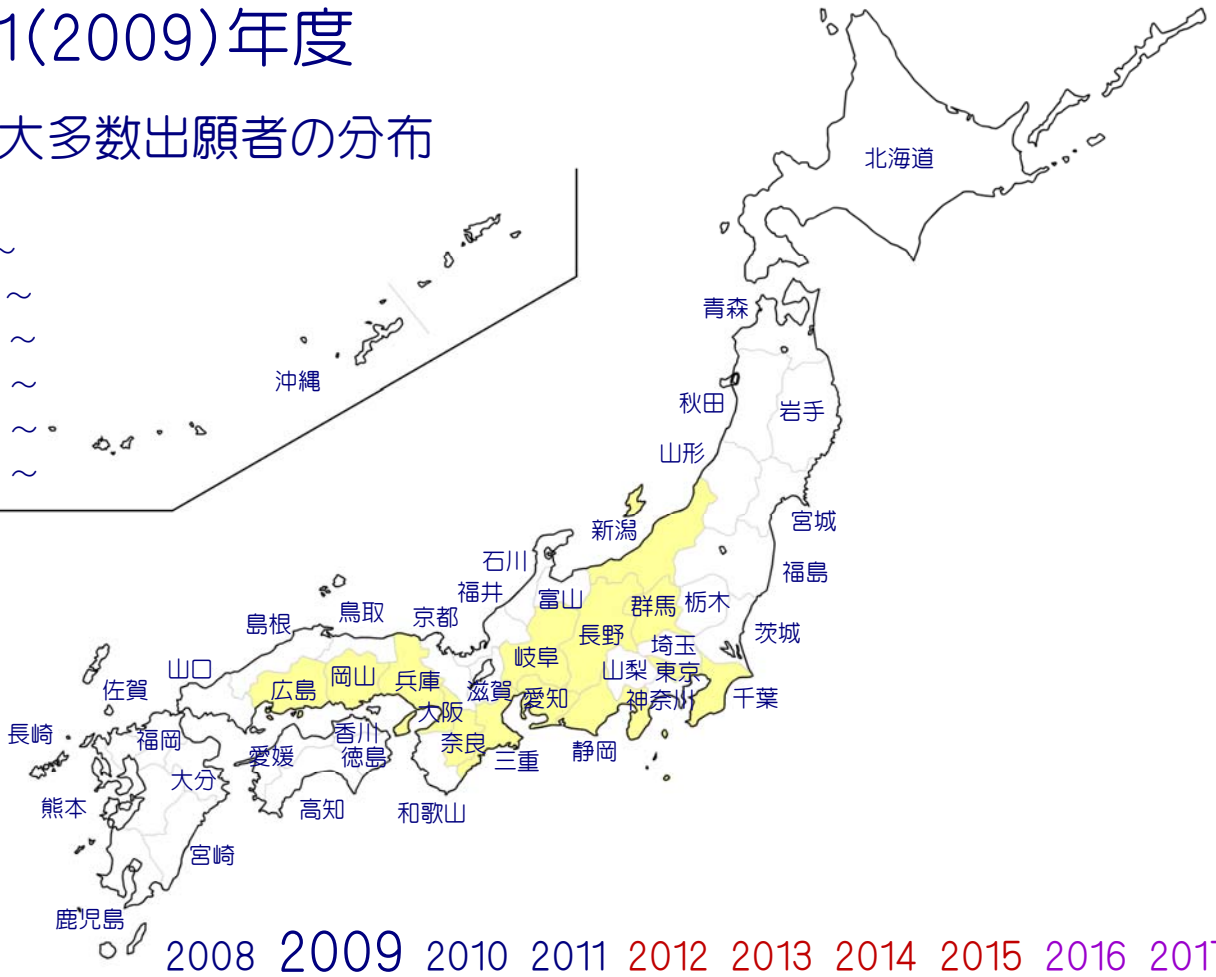 1(2009)年度
大多数出願者の分布
～
～
～
～
～
～
北海道
青森
沖縄
秋田
岩手
山形
宮城
新潟
石川
福島
福井
富山
群馬
栃木
鳥取
京都
島根
長野
埼玉
茨城
岐阜
山口
岡山
兵庫
山梨
東京
佐賀
広島
滋賀
愛知
神奈川
千葉
大阪
長崎
福岡
香川
奈良
静岡
愛媛
徳島
三重
大分
熊本
高知
和歌山
宮崎
鹿児島
2008 2009 2010 2011 2012 2013 2014 2015 2016 2017